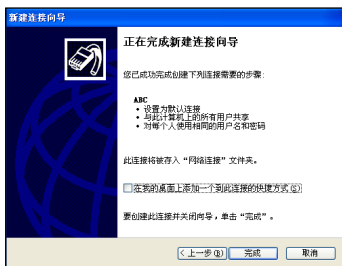 新建连接向导
正在完成新建连接向导
您已成功完成创建下列连接需要的步骤:
ABC
• 设置为默认连接
• 与此计算机上的所有用户共享
• 对每个人使用相同的用户名和密码
此连接将被存入“网络连接”文件夹。
在我的桌面上添加一个到此连接的快捷方式(S)
要创建此连接并关闭向导，单击“完成”。
<上一步(B) 完成 取消